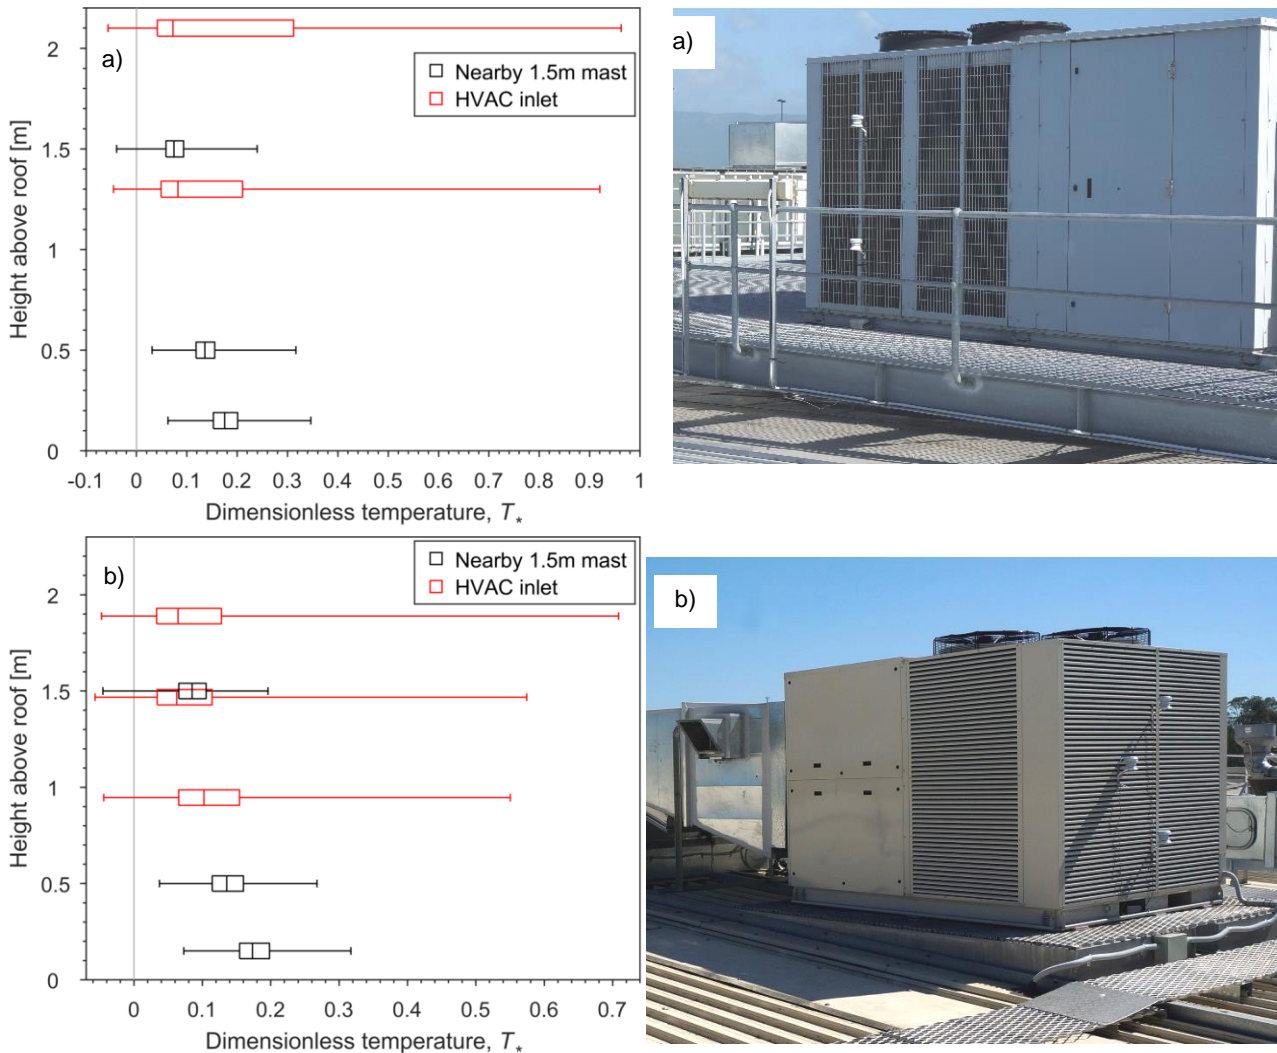 a)
Nearby 1.5m mast
HVAC inlet
Height above roof [m]
2
1.5
1
0.5
0
-0.1 0 0.1 0.2 0.3 0.4 0.5 0.6 0.7 0.8 0.9 1
Dimensionless temperature, T*
a)
b)
Nearby 1.5m mast
HVAC inlet
Height above roof [m]
2
1.5
1
0.5
0
0 0.1 0.2 0.3 0.4 0.5 0.6 0.7
Dimensionless temperature, T*
b)